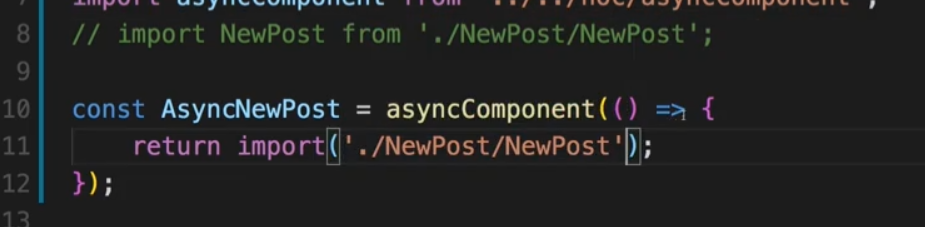 7 import asyncComponent from '../../hoc/asyncComponent';
8 // import NewPost from './NewPost/NewPost';
9
10 const AsyncNewPost = asyncComponent(() => {
11 return import('./NewPost/NewPost');
12 });
13